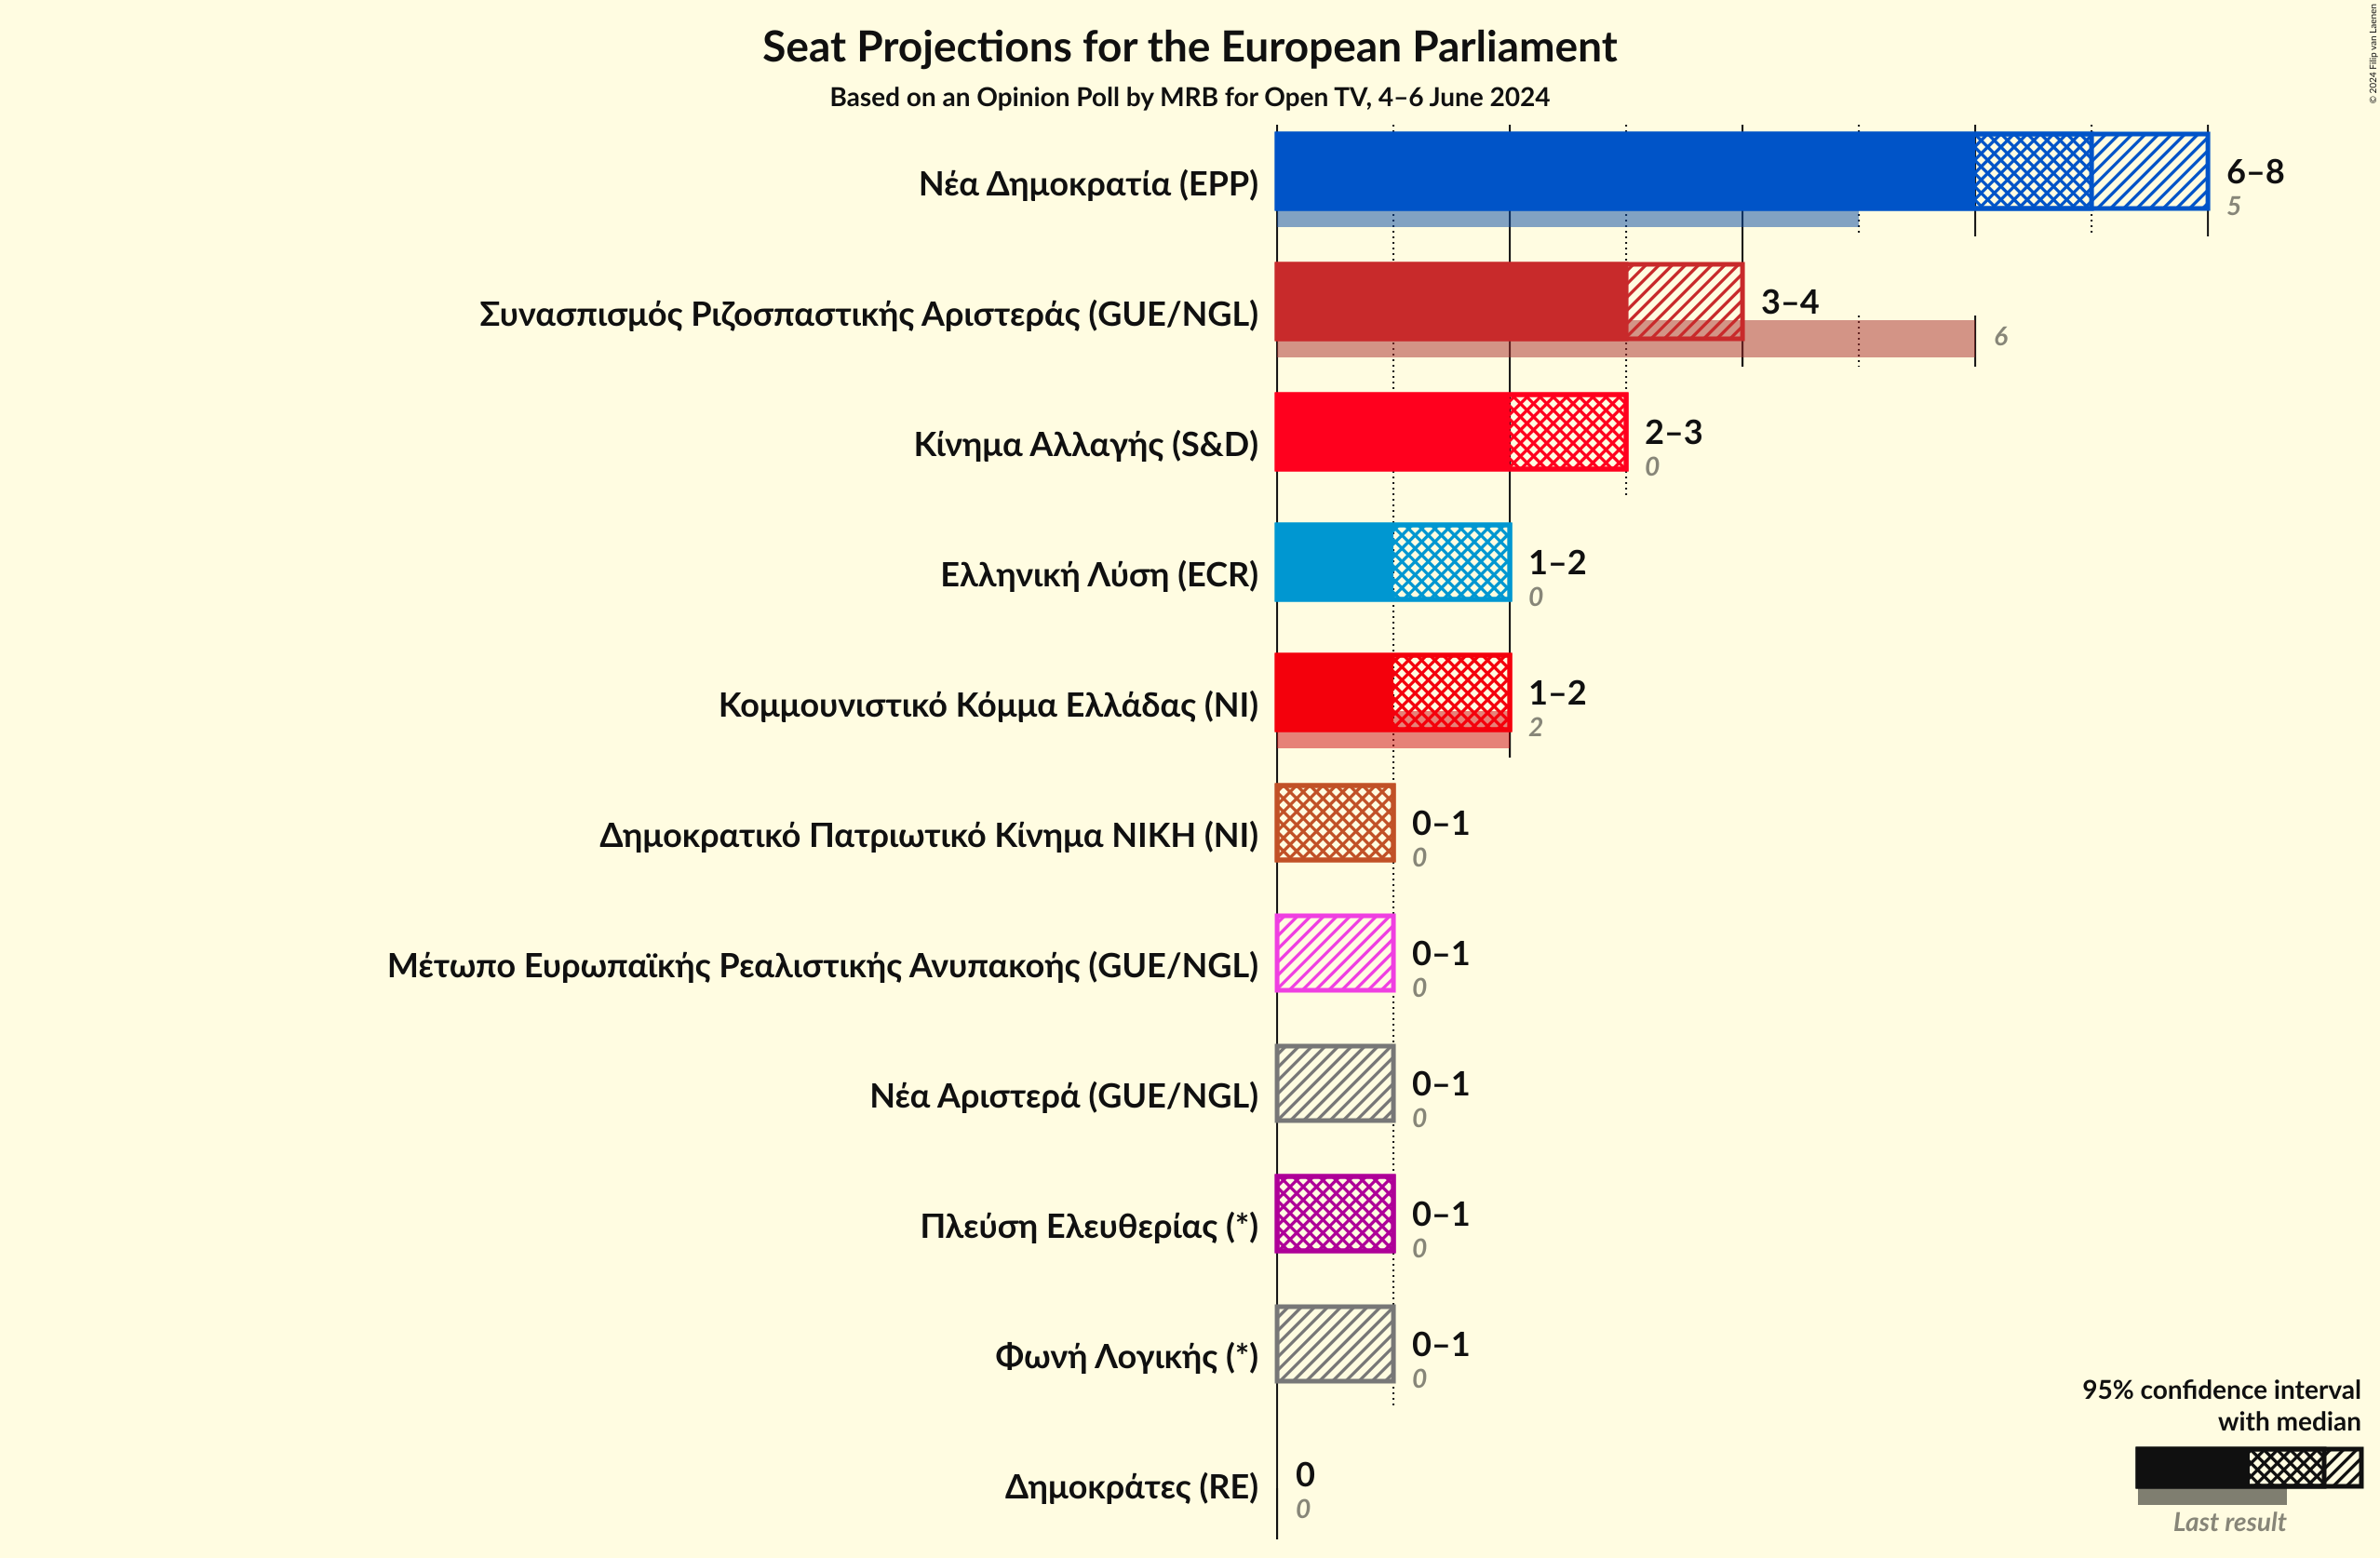 Seat Projections for the European Parliament
Based on an Opinion Poll by MRB for Open TV, 4–6 June 2024
© 2024 Filip van Laenen
Νέα Δημοκρατία (EPP)
6–8
5
Συνασπισμός Ριζοσπαστικής Αριστεράς (GUE/NGL)
3–4
6
Κίνημα Αλλαγής (S&D)
2–3
0
Ελληνική Λύση (ECR)
1–2
0
Κομμουνιστικό Κόμμα Ελλάδας (NI)
1–2
2
Δημοκρατικό Πατριωτικό Κίνημα ΝΙΚΗ (NI)
0–1
0
Μέτωπο Ευρωπαϊκής Ρεαλιστικής Ανυπακοής (GUE/NGL)
0–1
0
Νέα Αριστερά (GUE/NGL)
0–1
0
Πλεύση Ελευθερίας (*)
0–1
0
Φωνή Λογικής (*)
0–1
0
Δημοκράτες (RE)
0
0
95% confidence interval
with median
Last result